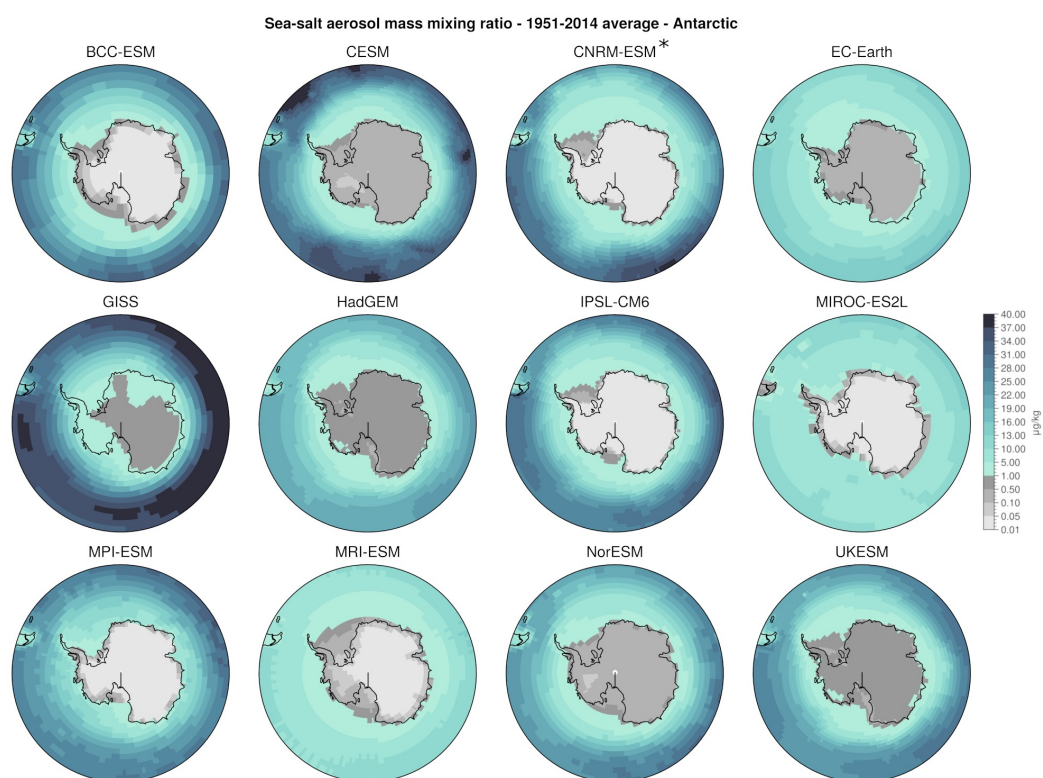 Sea-salt aerosol mass mixing ratio - 1951-2014 average - Antarctic
BCC-ESM
CESM
CNRM-ESM*
EC-Earth
GISS
HadGEM
IPSL-CM6
MIROC-ES2L
40.00
37.00
34.00
31.00
28.00
25.00
22.00
19.00
16.00
13.00
10.00
5.00
1.00
0.50
0.10
0.05
0.01
µg/kg
MPI-ESM
MRI-ESM
NorESM
UKESM